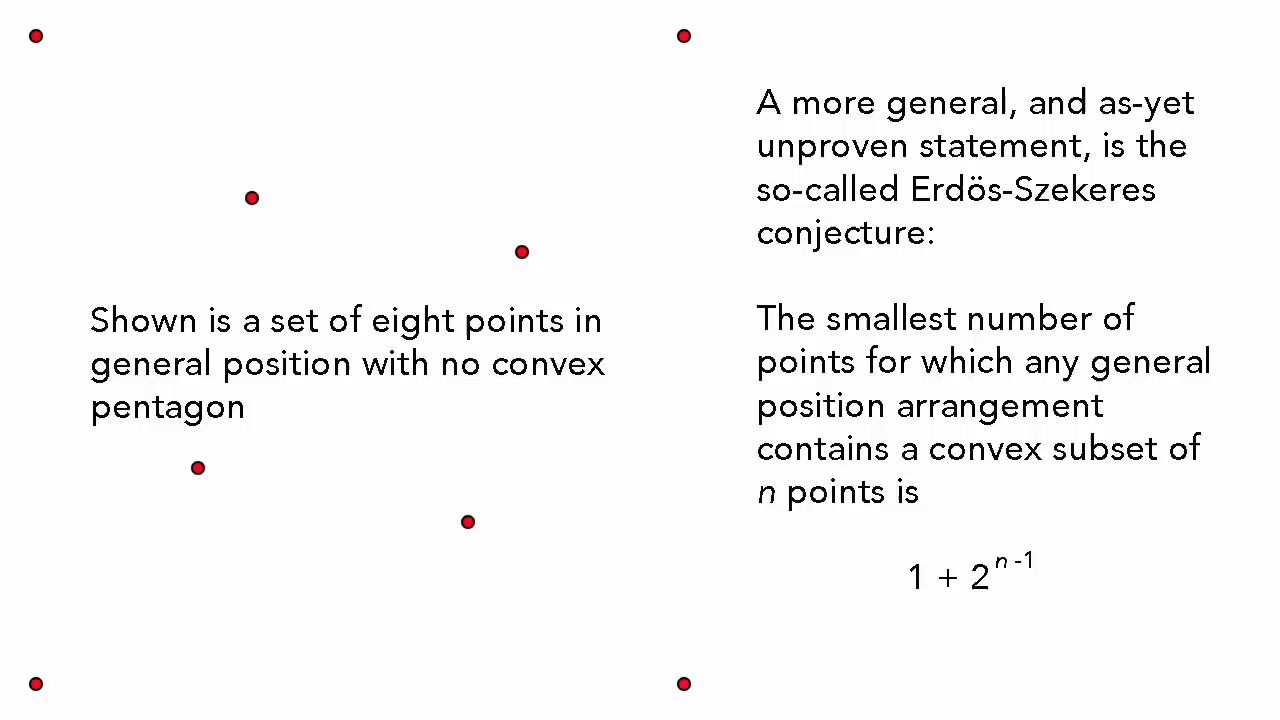 Shown is a set of eight points in
general position with no convex
pentagon
A more general, and as-yet
unproven statement, is the
so-called Erdös-Szekeres
conjecture:
The smallest number of
points for which any general
position arrangement
contains a convex subset of
n points is
1 + 2^{n-1}